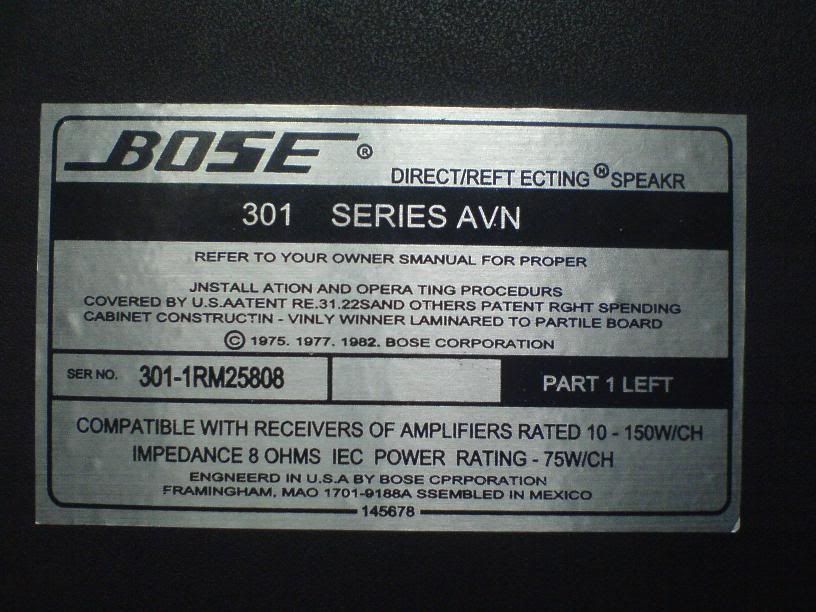 BOSE ®
DIRECT/REFT ECTING ® SPEAKR
301 SERIES AVN
REFER TO YOUR OWNER SMANUAL FOR PROPER
JNSTALL ATION AND OPERA TING PROCEDURS
COVERED BY U.S.AATENT RE.31.22SAND OTHERS PATENT RGHT SPENDING
CABINET CONSTRUCTIN - VINLY WINNER LAMINARED TO PARTILE BOARD
© 1975. 1977. 1982. BOSE CORPORATION
SER NO. 301-1RM25808
PART 1 LEFT
COMPATIBLE WITH RECEIVERS OF AMPLIFIERS RATED 10 - 150W/CH
IMPEDANCE 8 OHMS IEC POWER RATING - 75W/CH
ENGNEERD IN U.S.A BY BOSE CPRPORATION
FRAMINGHAM, MAO 1701-9188A SSEMBLED IN MEXICO
145678